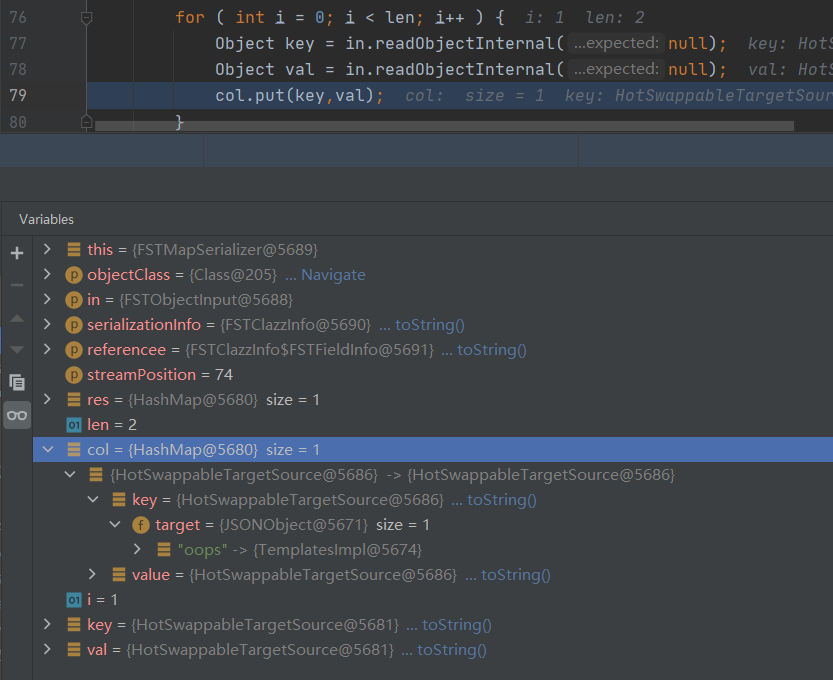 76 for ( int i = 0; i < len; i++ ) { i: 1 len: 2
77 Object key = in.readObjectInternal( ...expected: null); key: HotS
78 Object val = in.readObjectInternal( ...expected: null); val: HotS
79 col.put(key,val); col: size = 1 key: HotSwappableTargetSour
80 }
Variables
this = {FSTMapSerializer@5689}
p objectClass = {Class@205} ... Navigate
p in = {FSTObjectInput@5688}
p serializationInfo = {FSTClazzInfo@5690} ... toString()
p referencee = {FSTClazzInfo$FSTFieldInfo@5691} ... toString()
p streamPosition = 74
res = {HashMap@5680} size = 1
01 len = 2
col = {HashMap@5680} size = 1
{HotSwappableTargetSource@5686} -> {HotSwappableTargetSource@5686}
key = {HotSwappableTargetSource@5686} ... toString()
f target = {JSONObject@5671} size = 1
"oops" -> {TemplatesImpl@5674}
value = {HotSwappableTargetSource@5686} ... toString()
01 i = 1
key = {HotSwappableTargetSource@5681} ... toString()
val = {HotSwappableTargetSource@5681} ... toString()